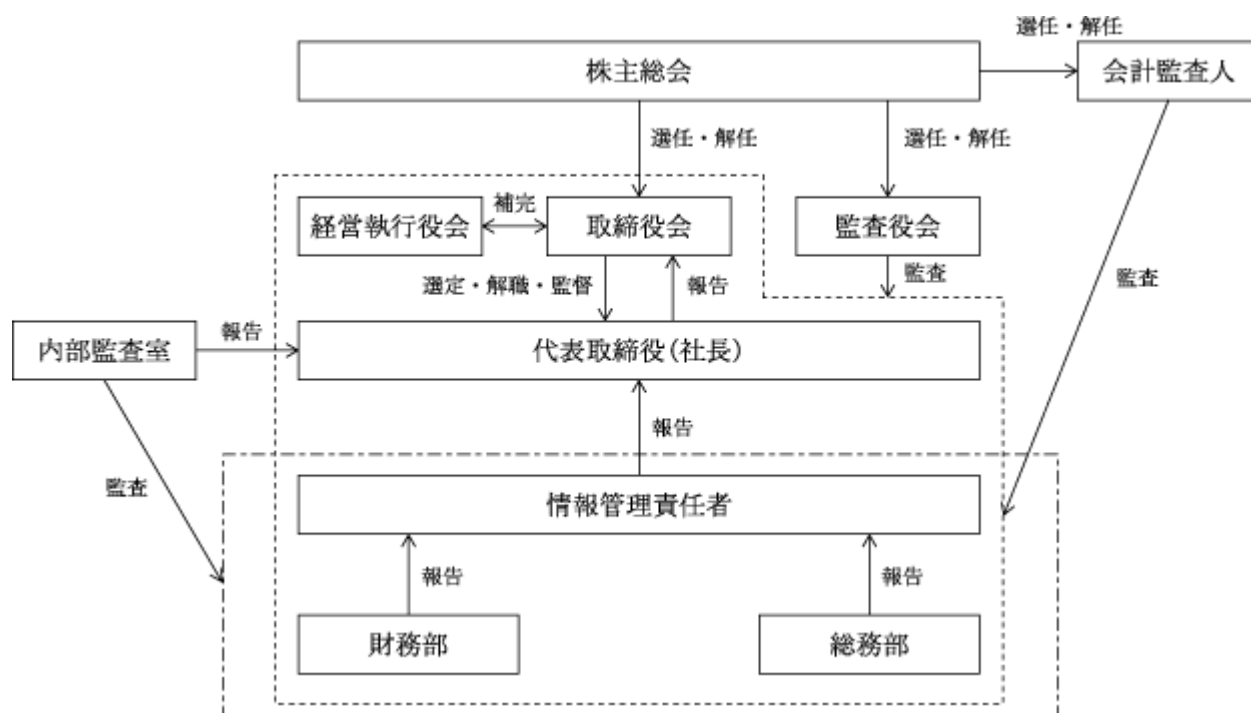 選任・解任
株主総会
会計監査人
選任・解任
選任・解任
経営執行役会
補完
取締役会
監査役会
選定・解職・監督
報告
監査
監査
内部監査室
報告
代表取締役(社長)
報告
監査
情報管理責任者
報告
報告
財務部
総務部